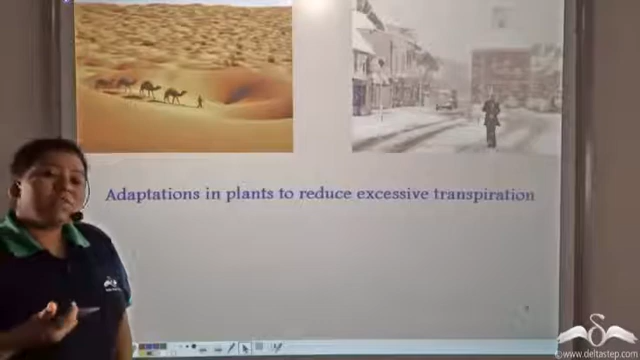 Adaptations in plants to reduce excessive transpiration
©www.deltastep.com